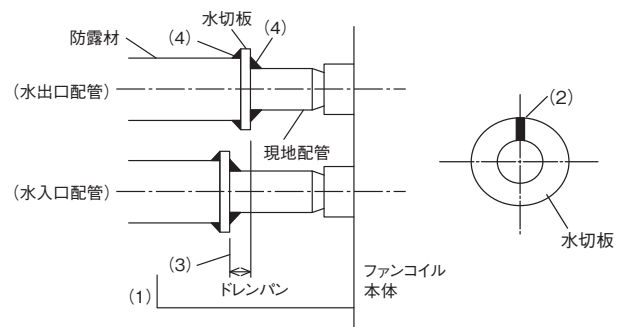 水切板
防露材
(4)
(4)
(水出口配管)
(2)
現地配管
(水入口配管)
水切板
(3)
ファンコイル
本体
(1)
ドレンパン